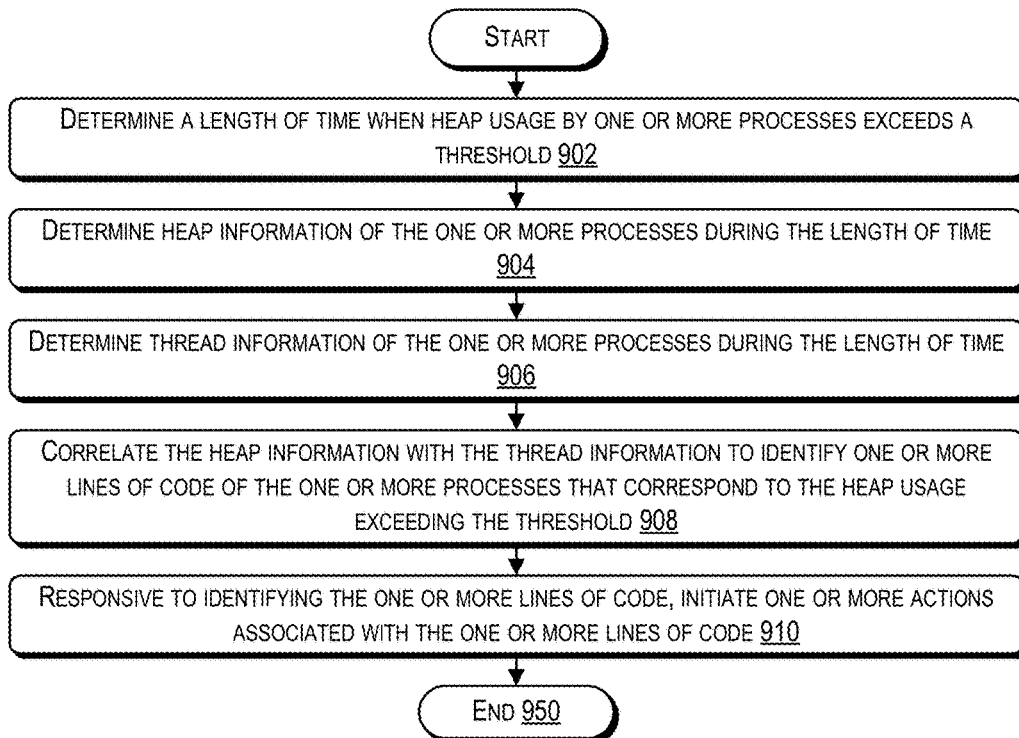 START
DETERMINE A LENGTH OF TIME WHEN HEAP USAGE BY ONE OR MORE PROCESSES EXCEEDS A
THRESHOLD 902
DETERMINE HEAP INFORMATION OF THE ONE OR MORE PROCESSES DURING THE LENGTH OF TIME
904
DETERMINE THREAD INFORMATION OF THE ONE OR MORE PROCESSES DURING THE LENGTH OF TIME
906
CORRELATE THE HEAP INFORMATION WITH THE THREAD INFORMATION TO IDENTIFY ONE OR MORE
LINES OF CODE OF THE ONE OR MORE PROCESSES THAT CORRESPOND TO THE HEAP USAGE
EXCEEDING THE THRESHOLD 908
RESPONSIVE TO IDENTIFYING THE ONE OR MORE LINES OF CODE, INITIATE ONE OR MORE ACTIONS
ASSOCIATED WITH THE ONE OR MORE LINES OF CODE 910
END 950